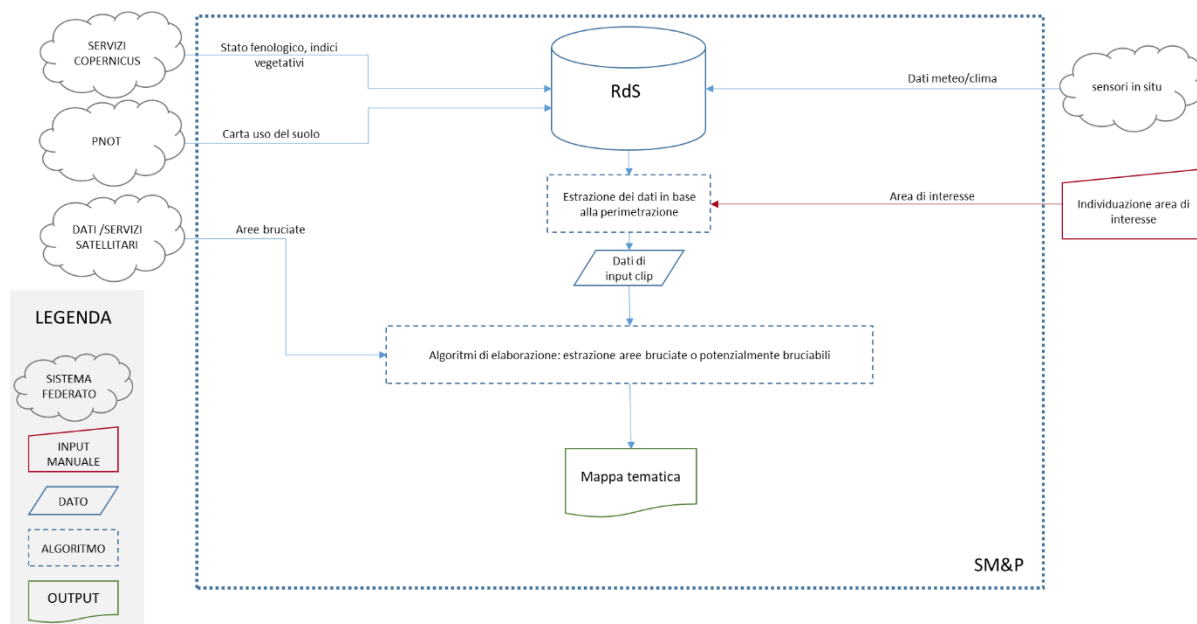 SERVIZI
COPERNICUS
Stato fenologico, indici
vegetativi
RdS
Dati meteo/clima
sensori in situ
PNOT
Carta uso del suolo
Estrazione dei dati in base
alla perimetrazione
Area di interesse
Individuazione area di
interesse
DATI /SERVIZI
SATELLITARI
Aree bruciate
Dati di
input clip
Algoritmi di elaborazione: estrazione aree bruciate o potenzialmente bruciabili
Mappa tematica
SM&P
LEGENDA
SISTEMA
FEDERATO
INPUT
MANUALE
DATO
ALGORITMO
OUTPUT